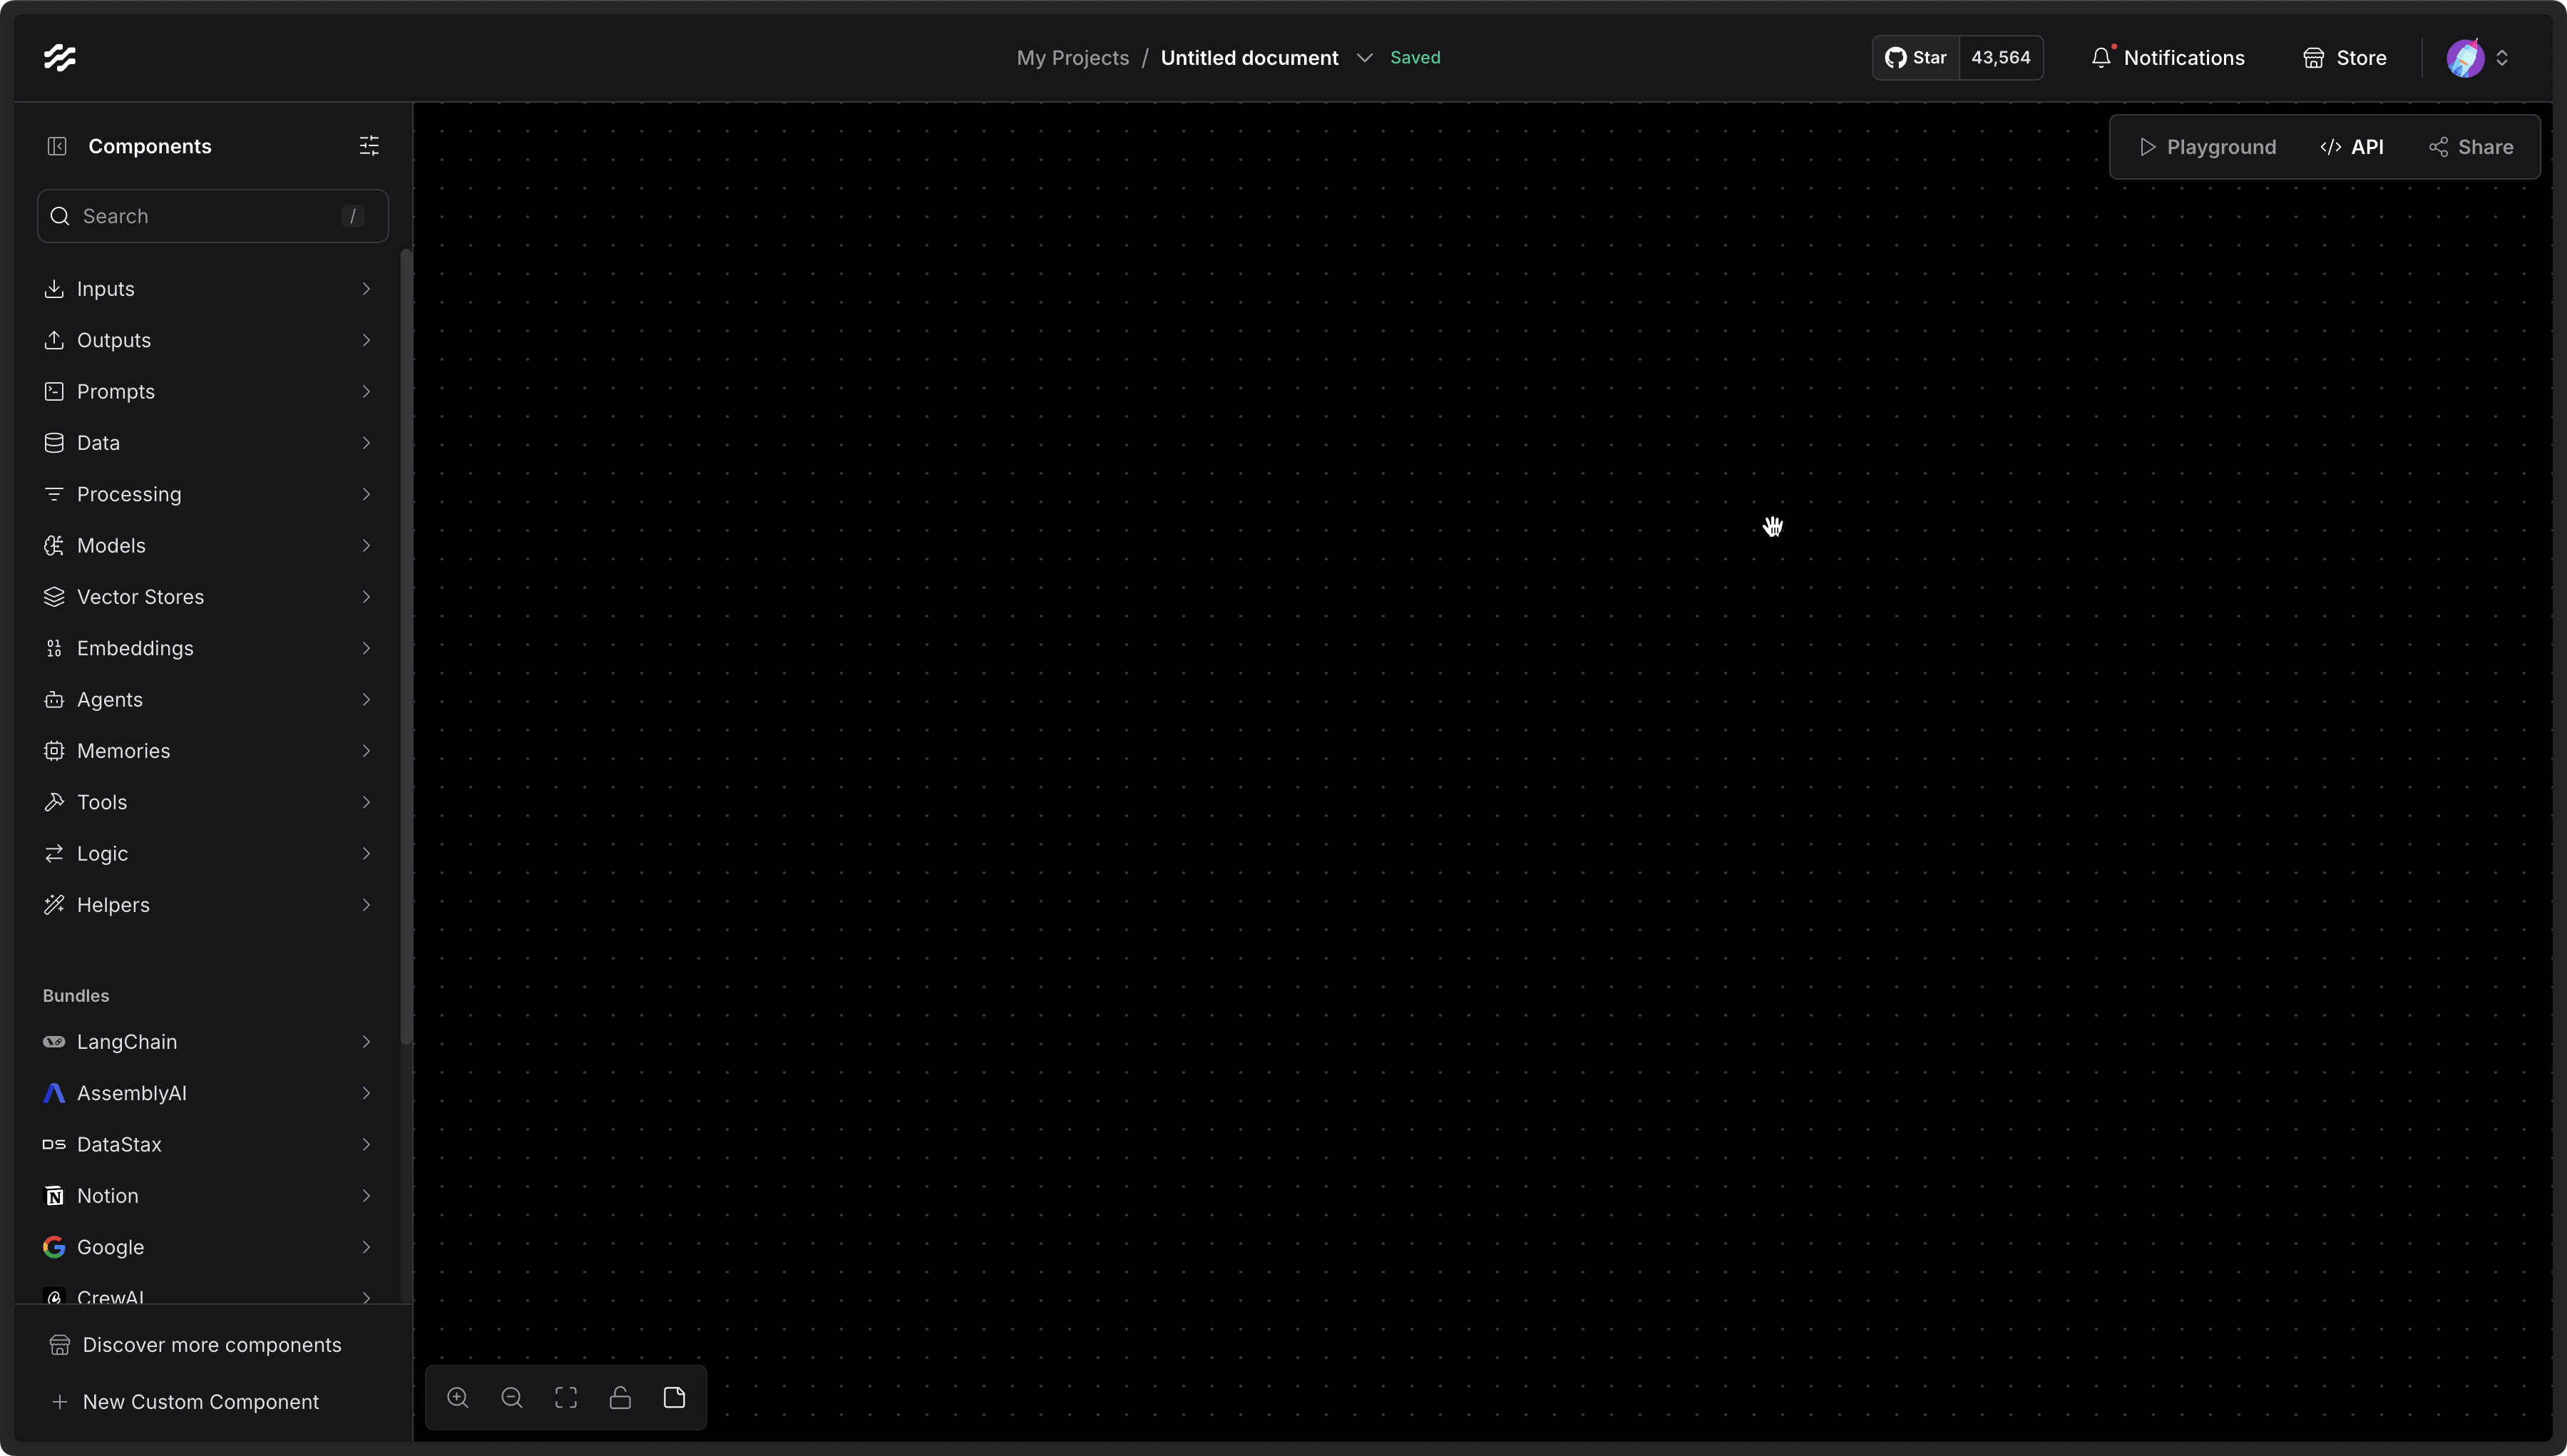 My Projects / Untitled document Saved
Star 43,564
Notifications
Store
Components
Playground
API
Share
Search /
Inputs
Outputs
Prompts
Data
Processing
Models
Vector Stores
Embeddings
Agents
Memories
Tools
Logic
Helpers
Bundles
LangChain
AssemblyAI
DS DataStax
Notion
Google
CrewAI
Discover more components
New Custom Component